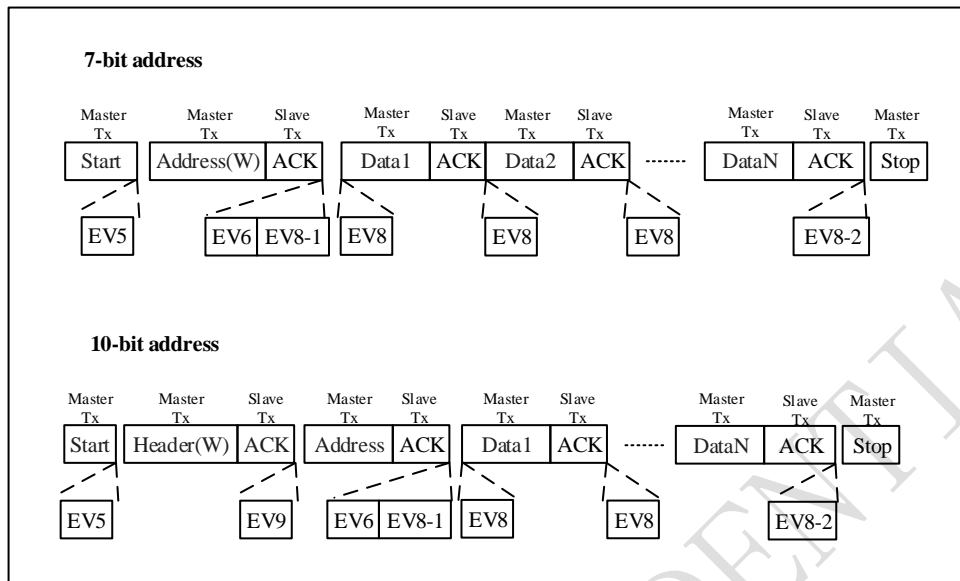 7-bit address
Master Master Slave Master Slave Master Slave Master Slave Master
Tx Tx Tx Tx Tx Tx Tx Tx Tx Tx
Start Address(W) ACK Data1 ACK Data2 ACK DataN ACK Stop
EV5 EV6 EV8-1 EV8 EV8 EV8 EV8-2
10-bit address
Master Master Slave Master Slave Master Slave Master Slave Master
Tx Tx Tx Tx Tx Tx Tx Tx Tx Tx
Start Header(W) ACK Address ACK Data1 ACK DataN ACK Stop
EV5 EV9 EV6 EV8-1 EV8 EV8 EV8-2